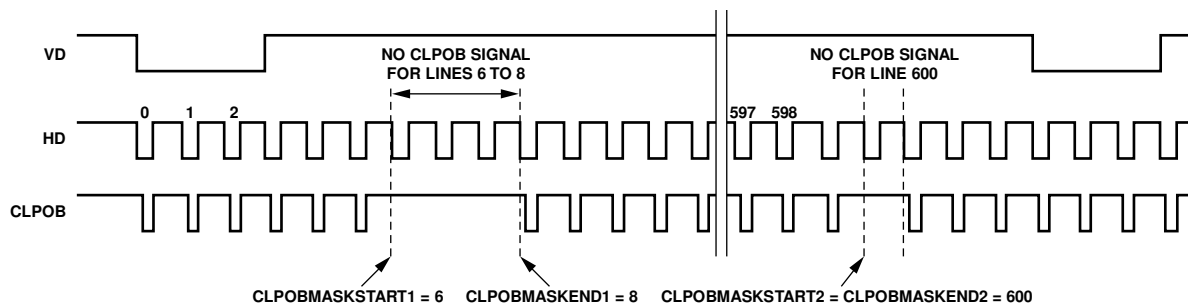 VD
NO CLPOB SIGNAL
FOR LINES 6 TO 8
NO CLPOB SIGNAL
FOR LINE 600
HD
0 1 2 597 598
CLPOB
CLPOBMASKSTART1 = 6 CLPOBMASKEND1 = 8 CLPOBMASKSTART2 = CLPOBMASKEND2 = 600